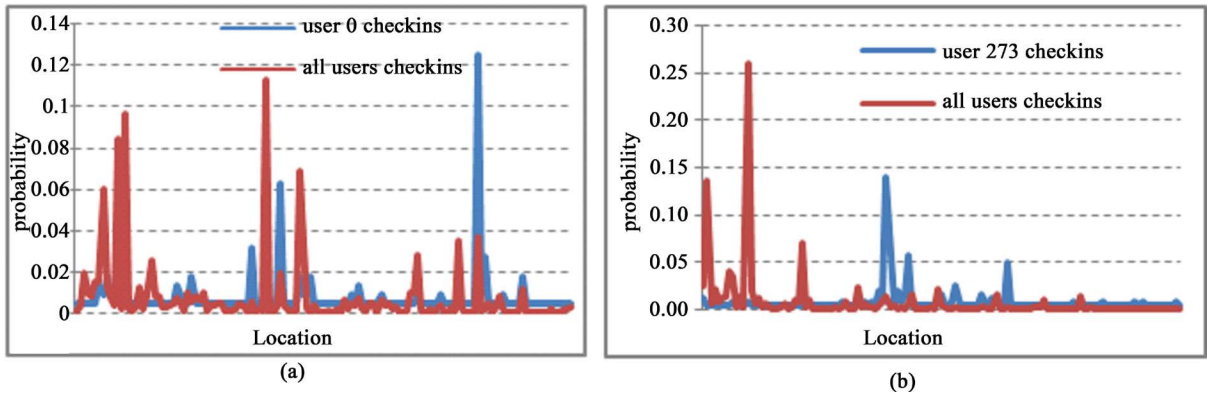 0.14
user 0 checkins
0.12
all users checkins
0.1
0.08
0.06
0.04
0.02
0
probability
Location
(a)
0.30
user 273 checkins
0.25
all users checkins
0.20
0.15
0.10
0.05
0.00
probability
Location
(b)